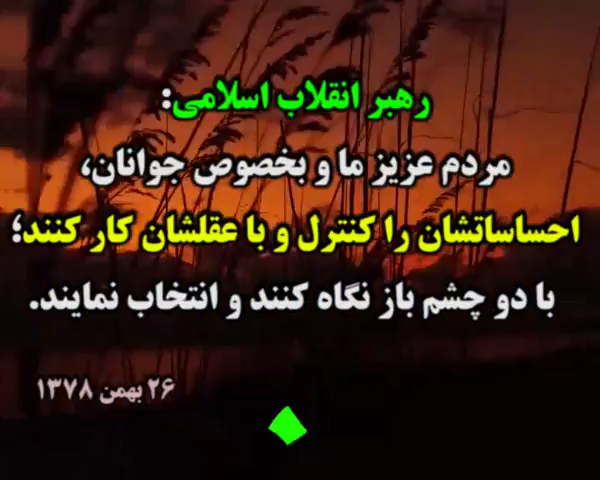 رهبر انقلاب اسلامی:
مردم عزیز ما و بخصوص جوانان،
احساساتشان را کنترل و با عقلشان کار کنند؛
با دو چشم باز نگاه کنند و انتخاب نمایند.
۲۶ بهمن ۱۳۷۸